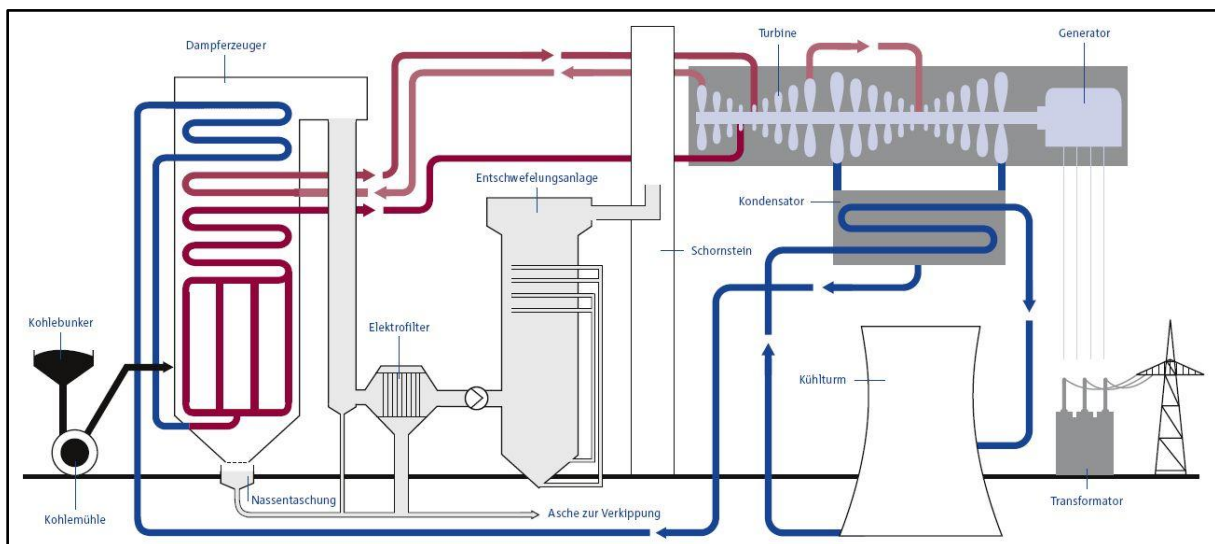 Dampferzeuger
Turbine
Generator
Entschwefelungsanlage
Kondensator
Schornstein
Kohlebunker
Elektrofilter
Kühlturm
Nassentaschung
Transformator
Kohlemühle
Asche zur Verkippung